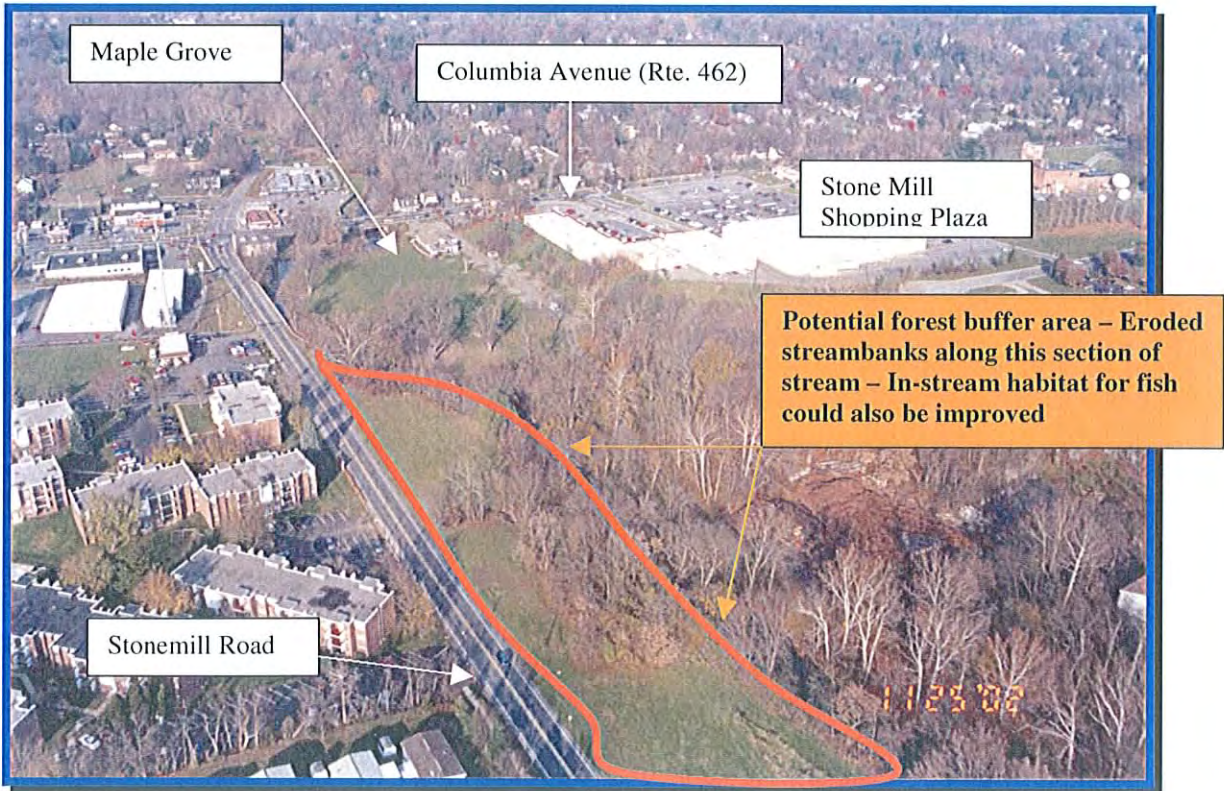 Maple Grove
Columbia Avenue (Rte. 462)
Stone Mill
Shopping Plaza
Potential forest buffer area – Eroded
streambanks along this section of
stream – In-stream habitat for fish
could also be improved
Stonemill Road
11 25 '02